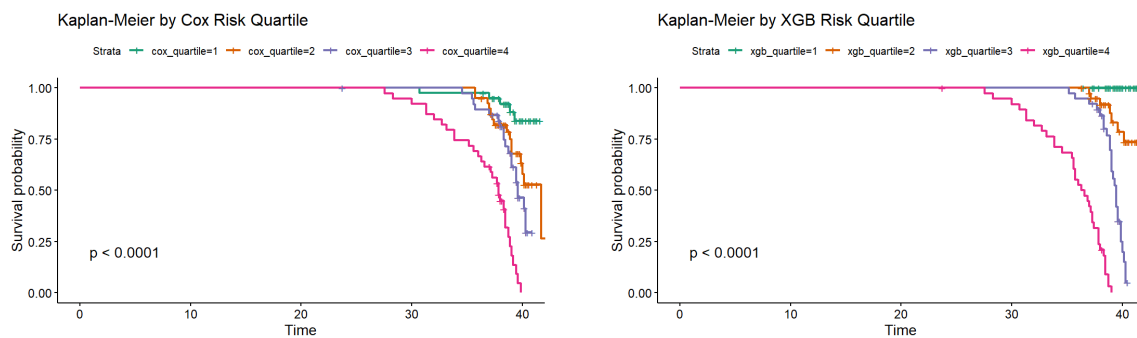 Kaplan-Meier by Cox Risk Quartile
Strata cox_quartile=1 cox_quartile=2 cox_quartile=3 cox_quartile=4
Survival probability
1.00
0.75
0.50
0.25
0.00
p < 0.0001
0 10 20 30 40
Time
Kaplan-Meier by XGB Risk Quartile
Strata xgb_quartile=1 xgb_quartile=2 xgb_quartile=3 xgb_quartile=4
Survival probability
1.00
0.75
0.50
0.25
0.00
p < 0.0001
0 10 20 30 40
Time